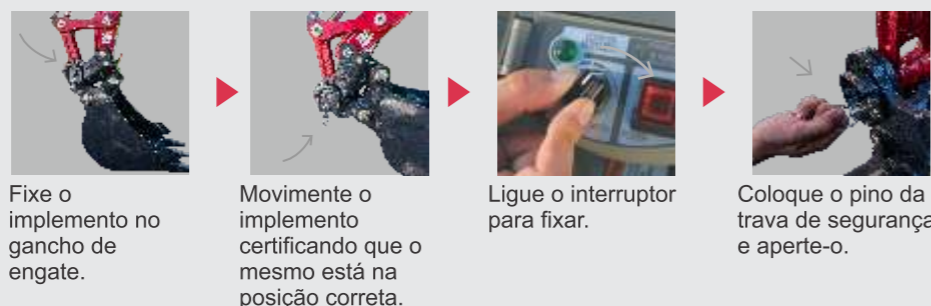 Fixe o
implemento no
gancho de
engate.
Movimente o
implemento
certificando que o
mesmo está na
posição correta.
Ligue o interruptor
para fixar.
Coloque o pino da
trava de segurança
e aperte-o.